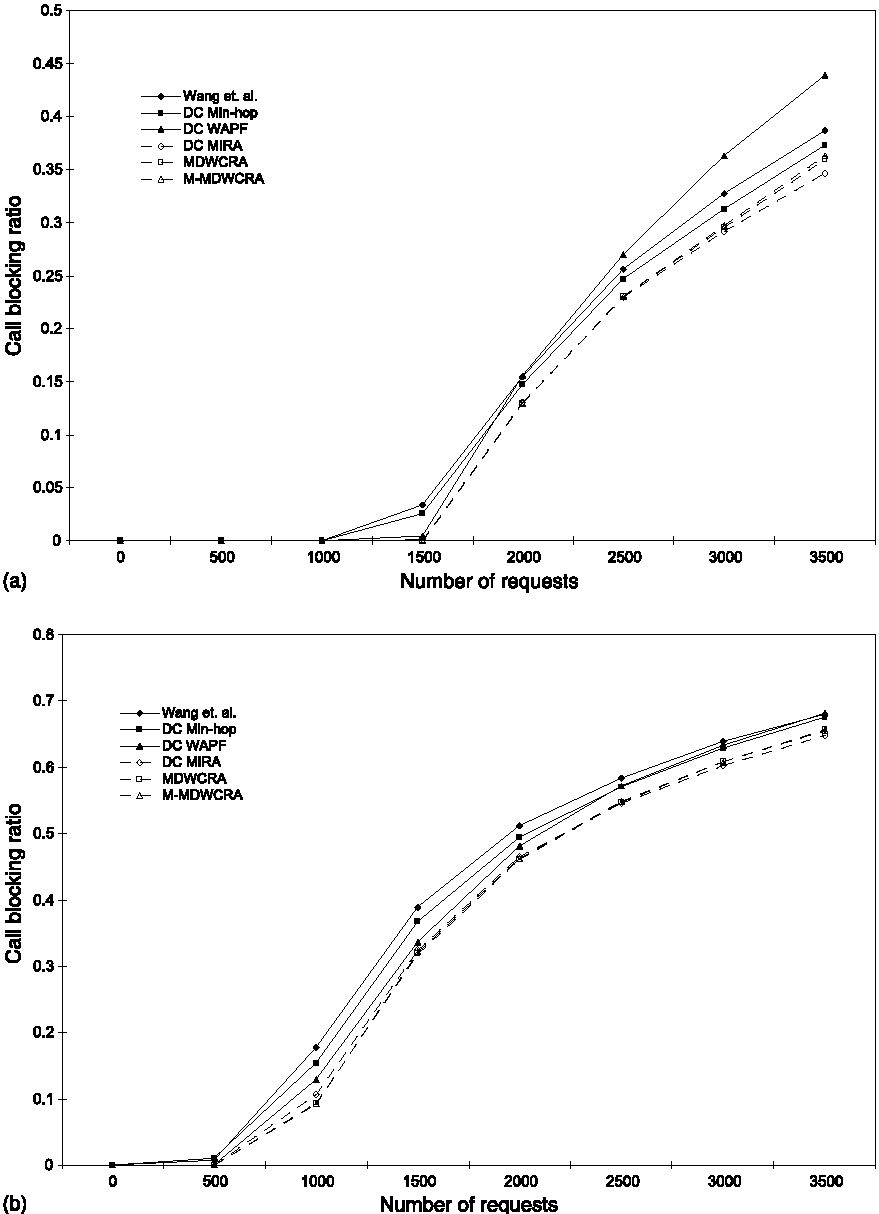 0.5
0.45
0.4
0.35
0.3
0.25
0.2
0.15
0.1
0.05
0
Call blocking ratio
Wang et. al.
DC Min-hop
DC WAPF
DC MIRA
MDWCRA
M-MDWCRA
0 500 1000 1500 2000 2500 3000 3500
(a) Number of requests
0.8
0.7
0.6
0.5
0.4
0.3
0.2
0.1
0
Call blocking ratio
Wang et. al.
DC Min-hop
DC WAPF
DC MIRA
MDWCRA
M-MDWCRA
0 500 1000 1500 2000 2500 3000 3500
(b) Number of requests